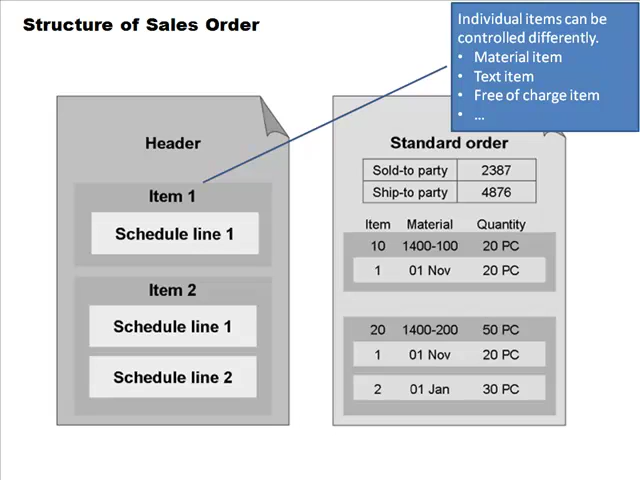 Structure of Sales Order
Individual items can be
controlled differently.
• Material item
• Text item
• Free of charge item
• ...
Header
Item 1
Schedule line 1
Item 2
Schedule line 1
Schedule line 2
Standard order
Sold-to party 2387
Ship-to party 4876
Item Material Quantity
10 1400-100 20 PC
1 01 Nov 20 PC
20 1400-200 50 PC
1 01 Nov 20 PC
2 01 Jan 30 PC